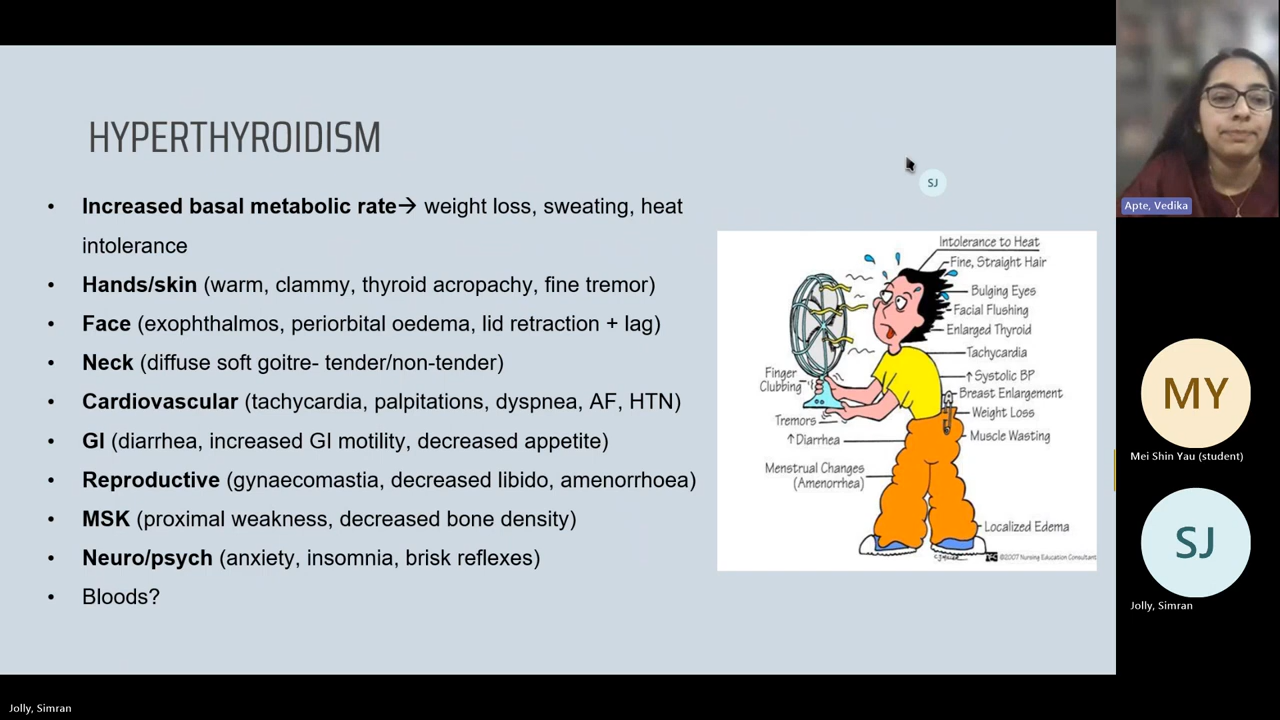 HYPERTHYROIDISM
• Increased basal metabolic rate→ weight loss, sweating, heat
intolerance
• Hands/skin (warm, clammy, thyroid acropachy, fine tremor)
• Face (exophthalmos, periorbital oedema, lid retraction + lag)
• Neck (diffuse soft goitre- tender/non-tender)
• Cardiovascular (tachycardia, palpitations, dyspnea, AF, HTN)
• GI (diarrhea, increased GI motility, decreased appetite)
• Reproductive (gynaecomastia, decreased libido, amenorrhoea)
• MSK (proximal weakness, decreased bone density)
• Neuro/psych (anxiety, insomnia, brisk reflexes)
• Bloods?
SJ
Intolerance to Heat
Fine, Straight Hair
Bulging Eyes
Facial Flushing
Enlarged Thyroid
Tachycardia
↑ Systolic BP
Breast Enlargement
Weight Loss
Muscle Wasting
Localized Edema
Finger
Clubbing
Tremors
↑ Diarrhea
Menstrual Changes
(Amenorrhea)
©2007 Nursing Education Consultants
Apte, Vedika
MY
Mei Shin Yau (student)
SJ
Jolly, Simran
Jolly, Simran